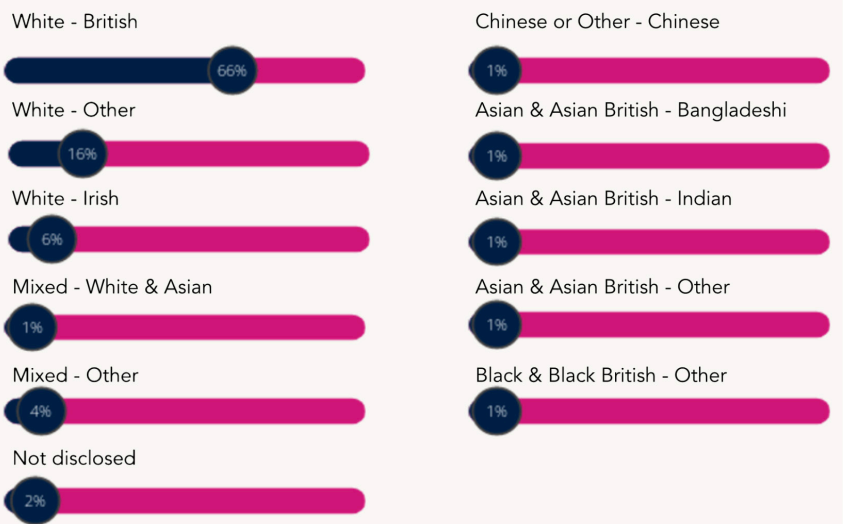 White - British
66%
White - Other
16%
White - Irish
6%
Mixed - White & Asian
1%
Mixed - Other
4%
Not disclosed
2%
Chinese or Other - Chinese
1%
Asian & Asian British - Bangladeshi
1%
Asian & Asian British - Indian
1%
Asian & Asian British - Other
1%
Black & Black British - Other
1%